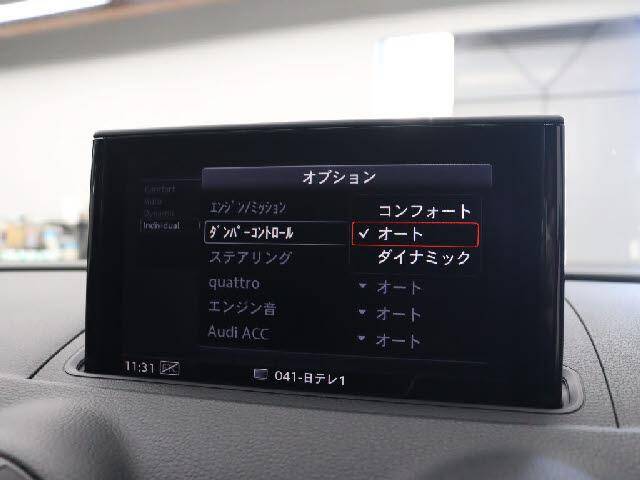 オプション
Comfort
Auto
Dynamic
Individual
ｴﾝｼﾞﾝ/ﾐｯｼｮﾝ
ﾀﾞﾝﾊﾟｰｺﾝﾄﾛｰﾙ
ステアリング
quattro
エンジン音
Audi ACC
コンフォート
✓ オート
ダイナミック
▼ オート
▼ オート
▼ オート
11:31
041-日テレ1